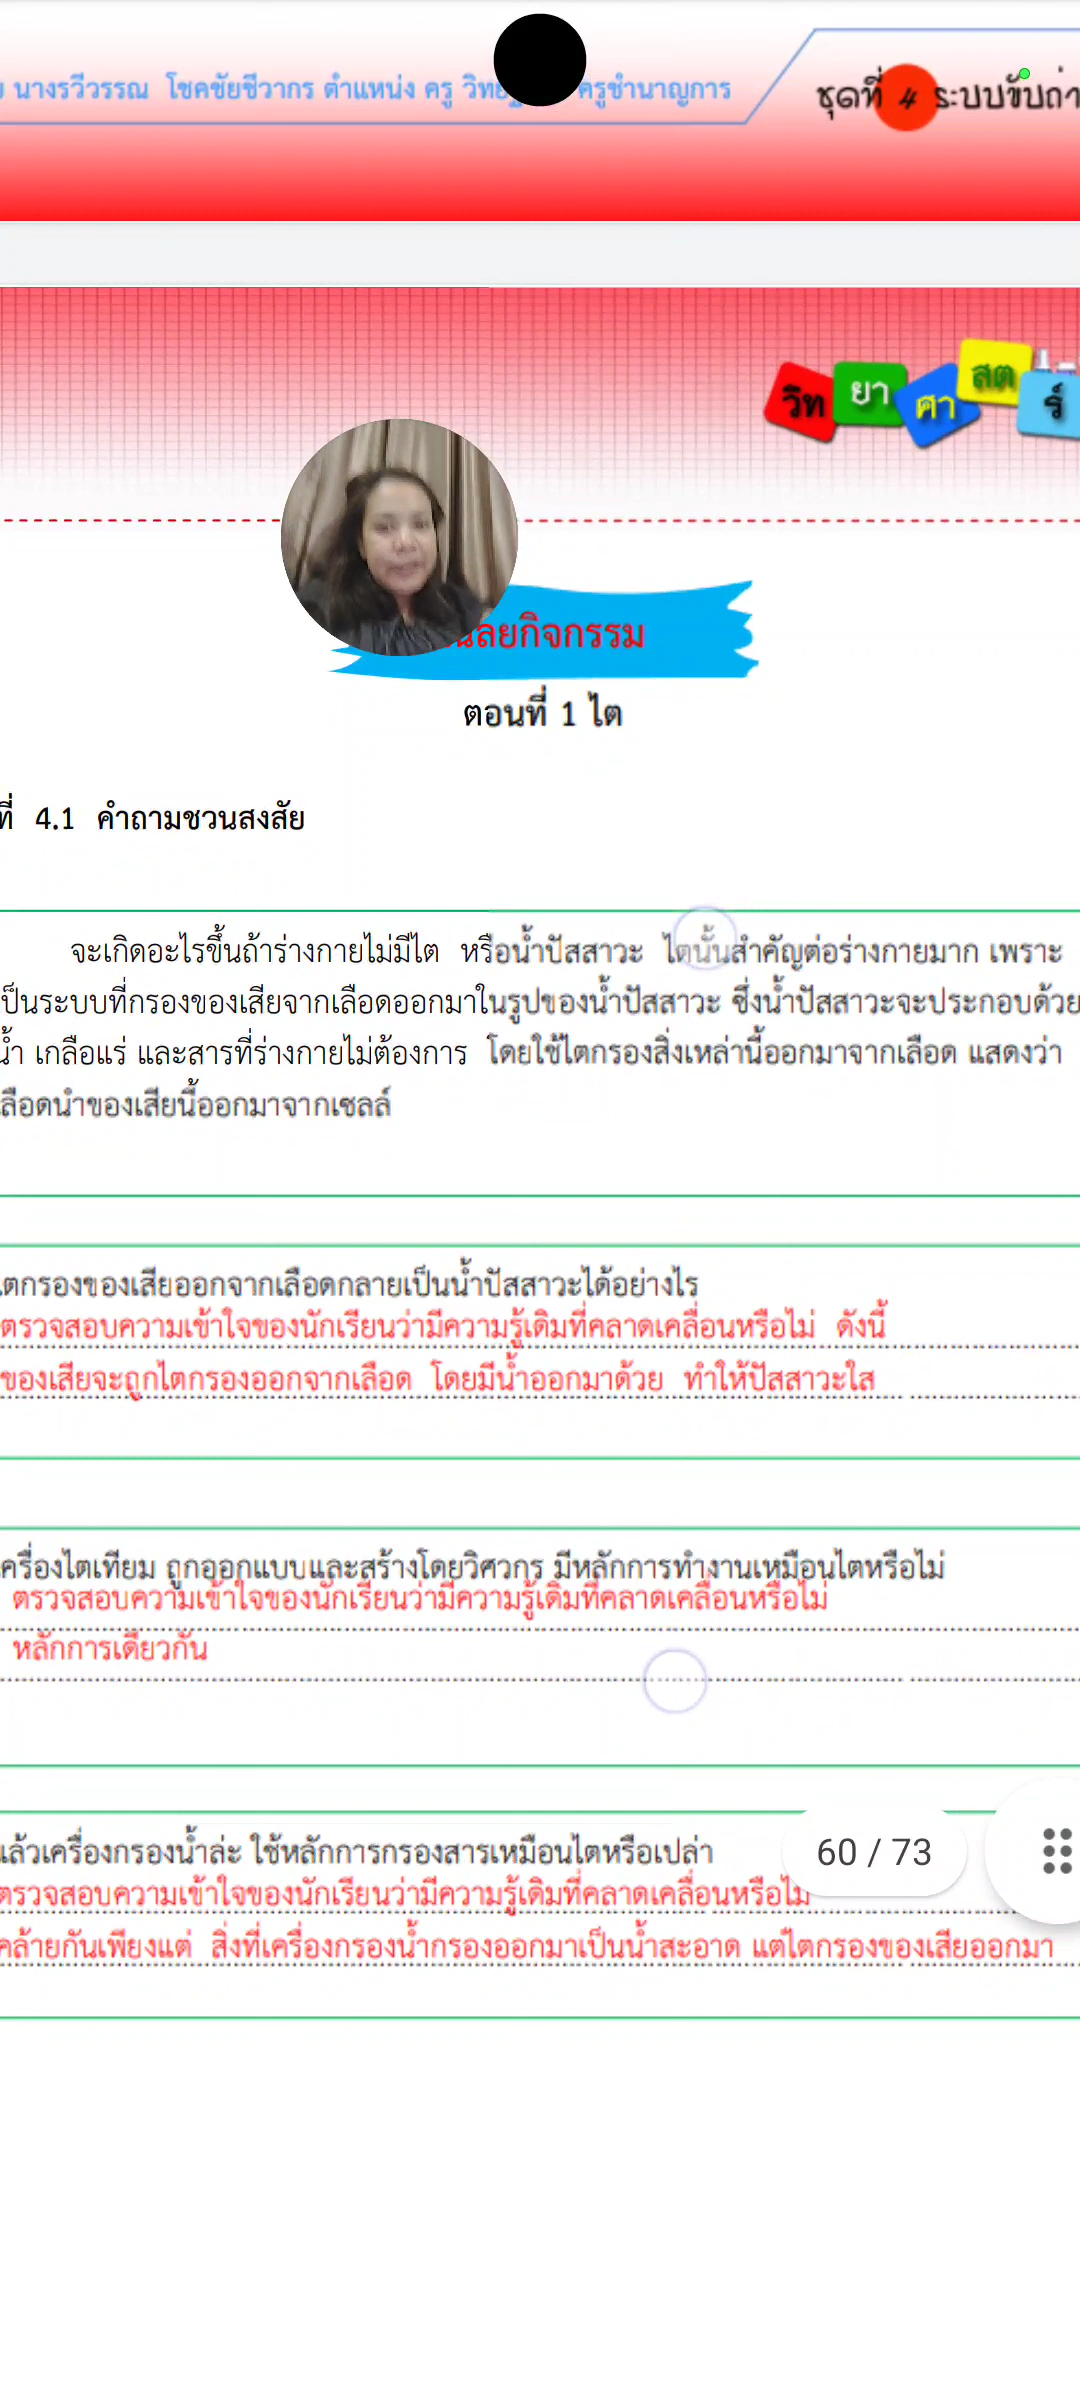 นางรวีวรรณ โชคชัยชีวากร ตำแหน่ง ครู ครูชำนาญการ
ชุดที่ 4 ระบบขับถ่า
วิท ยา ศา สต ร์
ลยกิจกรรม
ตอนที่ 1 ไต
ที่ 4.1 คำถามชวนสงสัย
จะเกิดอะไรขึ้นถ้าร่างกายไม่มีไต หรือน้ำปัสสาวะ ไตนั้นสำคัญต่อร่างกายมาก เพราะ
ป็นระบบที่กรองของเสียจากเลือดออกมาในรูปของน้ำปัสสาวะ ซึ่งน้ำปัสสาวะจะประกอบด้วย
น้ำ เกลือแร่ และสารที่ร่างกายไม่ต้องการ โดยใช้ไตกรองสิ่งเหล่านี้ออกมาจากเลือด แสดงว่า
ลือดนำของเสียนี้ออกมาจากเซลล์
ตกรองของเสียออกจากเลือดกลายเป็นน้ำปัสสาวะได้อย่างไร
ตรวจสอบความเข้าใจของนักเรียนว่ามีความรู้เดิมที่คลาดเคลื่อนหรือไม่ ดังนี้
ของเสียจะถูกไตกรองออกจากเลือด โดยมีน้ำออกมาด้วย ทำให้ปัสสาวะใส
ครื่องไตเทียม ถูกออกแบบและสร้างโดยวิศวกร มีหลักการทำงานเหมือนไตหรือไม่
ตรวจสอบความเข้าใจของนักเรียนว่ามีความรู้เดิมที่คลาดเคลื่อนหรือไม่
หลักการเดียวกัน
ล้วเครื่องกรองน้ำล่ะ ใช้หลักการกรองสารเหมือนไตหรือเปล่า
60 / 73
ตรวจสอบความเข้าใจของนักเรียนว่ามีความรู้เดิมที่คลาดเคลื่อนหรือไม่
คล้ายกันเพียงแต่ สิ่งที่เครื่องกรองน้ำกรองออกมาเป็นน้ำสะอาด แต่ไตกรองของเสียออกมา